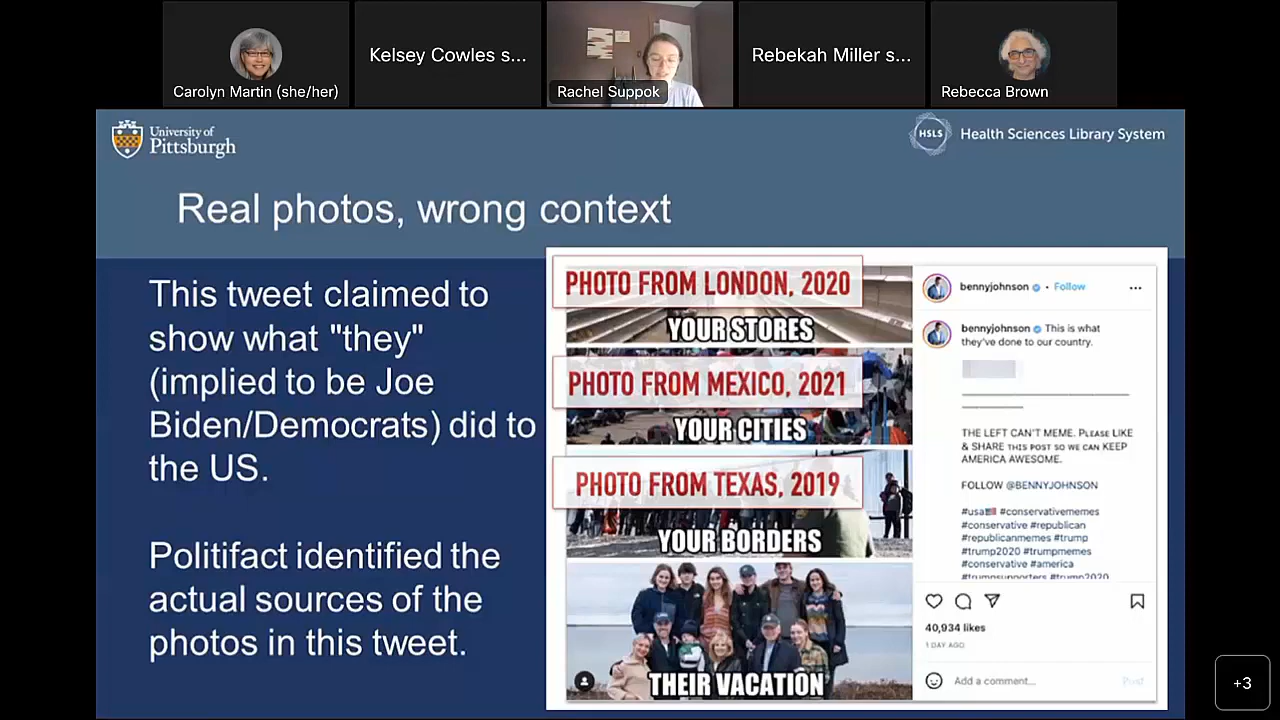 Carolyn Martin (she/her)
Kelsey Cowles s...
Rachel Suppok
Rebekah Miller s...
Rebecca Brown
University of
Pittsburgh
HSLS
Health Sciences Library System
Real photos, wrong context
This tweet claimed to
show what "they"
(implied to be Joe
Biden/Democrats) did to
the US.
Politifact identified the
actual sources of the
photos in this tweet.
PHOTO FROM LONDON, 2020
YOUR STORES
PHOTO FROM MEXICO, 2021
YOUR CITIES
PHOTO FROM TEXAS, 2019
YOUR BORDERS
THEIR VACATION
bennyjohnson • Follow
bennyjohnson This is what
they've done to our country.
THE LEFT CAN'T MEME. PLEASE LIKE
& SHARE THIS POST SO WE CAN KEEP
AMERICA AWESOME.
FOLLOW @BENNYJOHNSON
#usa🇺🇸 #conservativememes
#conservative #republican
#republicanmemes #trump
#trump2020 #trumpmemes
#conservative #america
#trumpsupporters #trump2020
40,934 likes
1 DAY AGO
Add a comment...
Post
+3